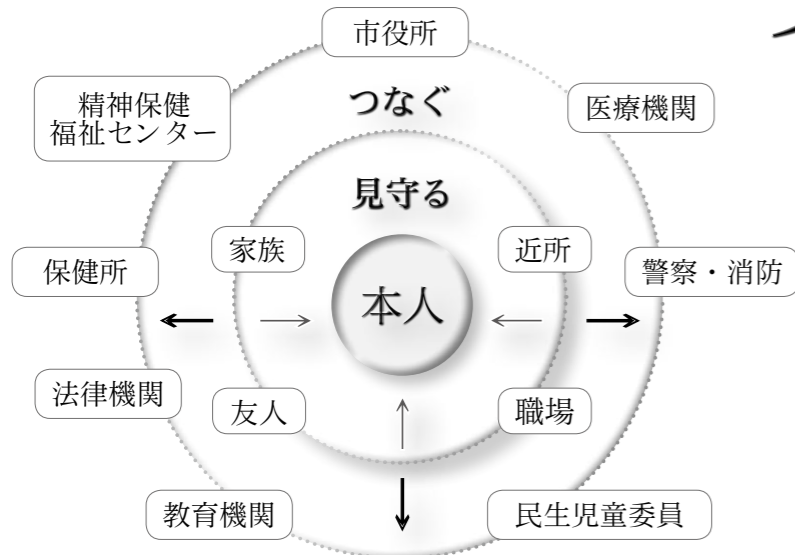 市役所
つなぐ
精神保健
福祉センター
医療機関
見守る
家族
近所
保健所
本人
警察・消防
法律機関
友人
職場
教育機関
民生児童委員